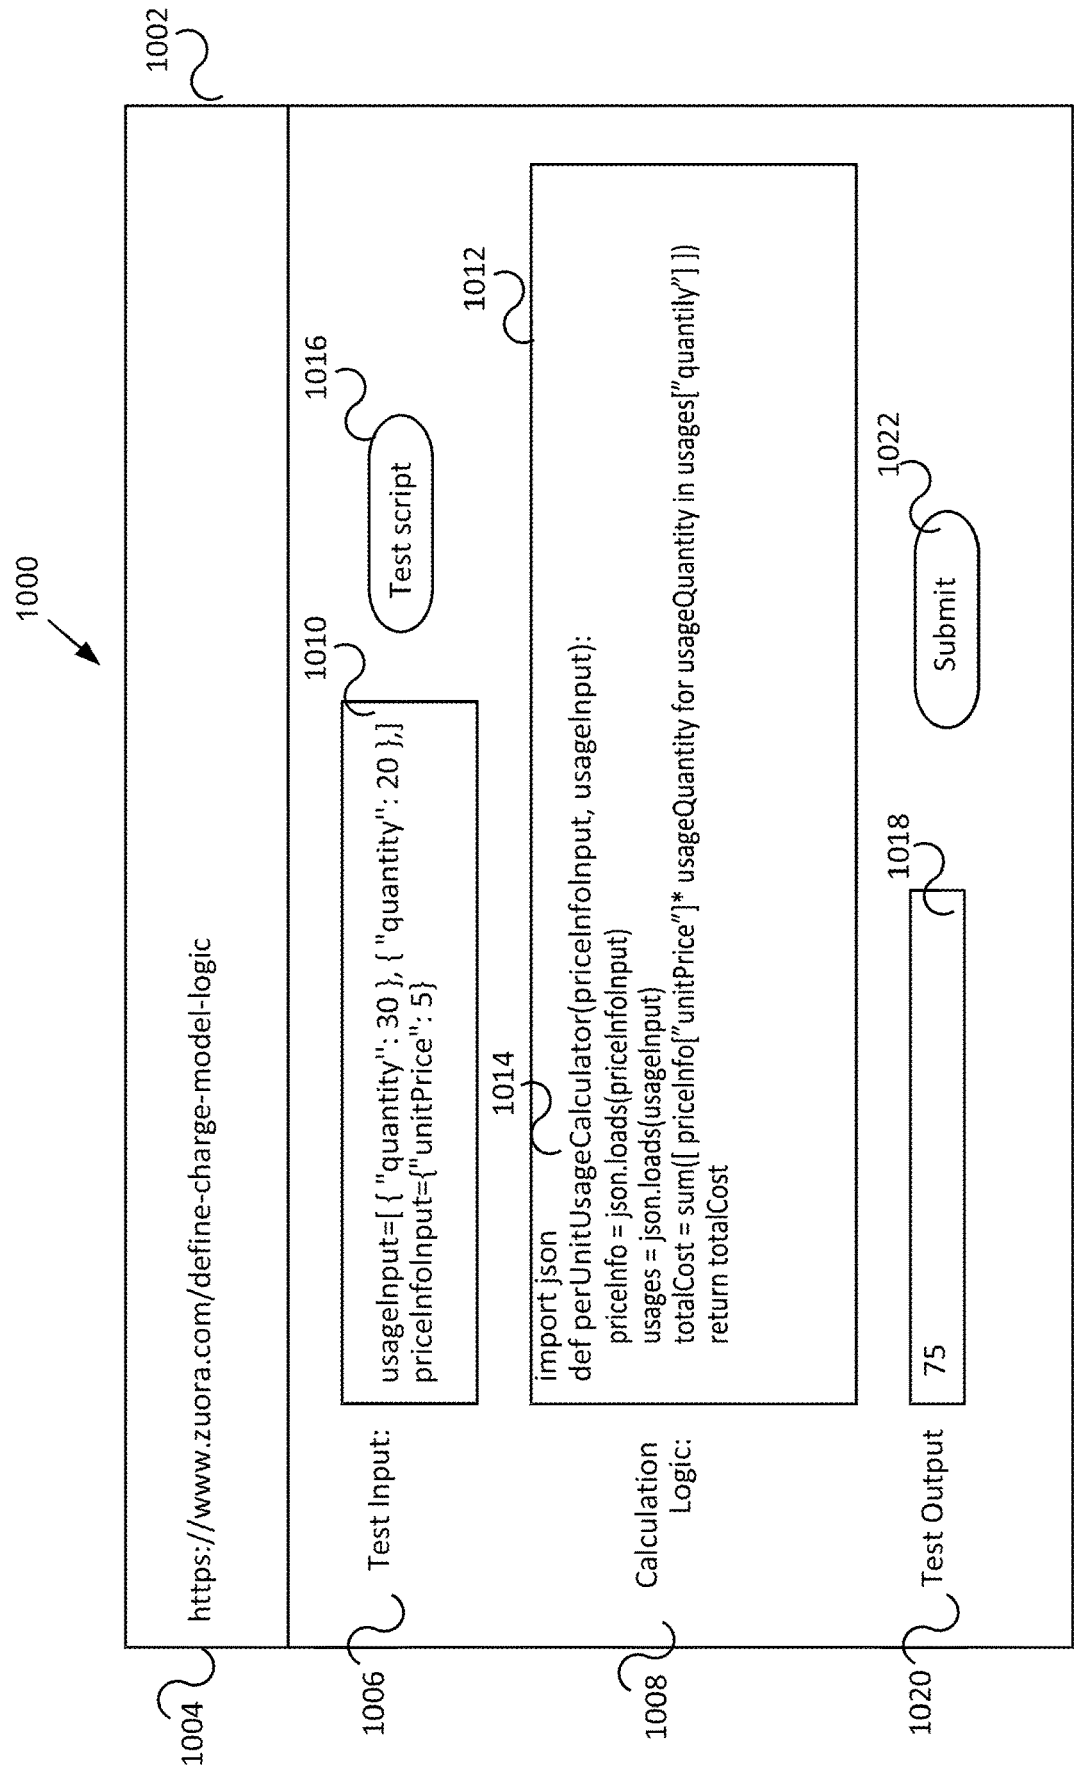 1000
1002
1004
https://www.zuora.com/define-charge-model-logic
1006
Test Input:
1010
usageInput=[ { "quantity": 30 }, { "quantity": 20 },]
priceInfoInput={"unitPrice": 5}
1016
Test script
1008
Calculation
Logic:
1014
1012
import json
def perUnitUsageCalculator(priceInfoInput, usageInput):
priceInfo = json.loads(priceInfoInput)
usages = json.loads(usageInput)
totalCost = sum([ priceInfo["unitPrice"]* usageQuantity for usageQuantity in usages["quantily"] ])
return totalCost
1020
Test Output
75
1018
1022
Submit